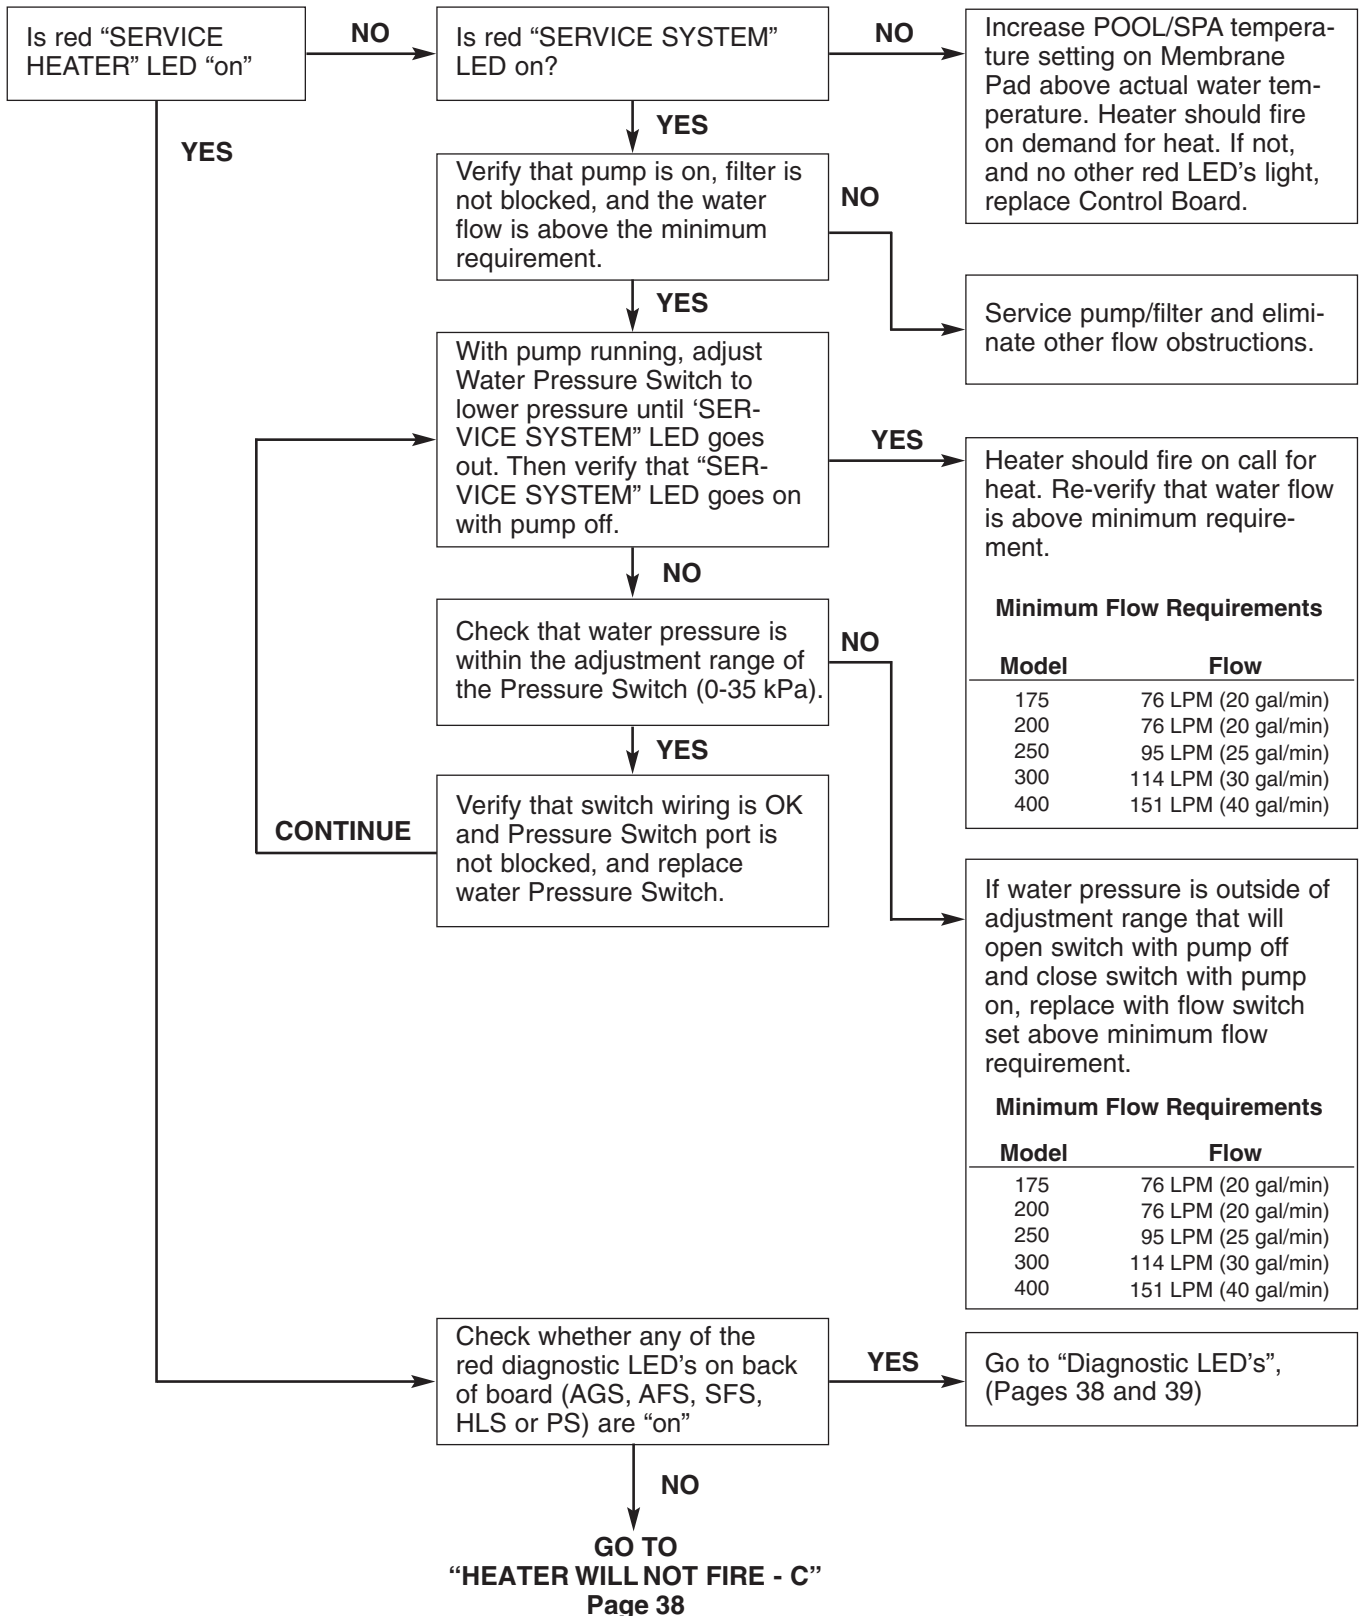 Is red “SERVICE
HEATER” LED “on”
NO
Is red “SERVICE SYSTEM”
LED on?
NO
Increase POOL/SPA tempera-
ture setting on Membrane
Pad above actual water tem-
perature. Heater should fire
on demand for heat. If not,
and no other red LED’s light,
replace Control Board.
YES
YES
Verify that pump is on, filter is
not blocked, and the water
flow is above the minimum
requirement.
NO
Service pump/filter and elimi-
nate other flow obstructions.
YES
With pump running, adjust
Water Pressure Switch to
lower pressure until ‘SER-
VICE SYSTEM” LED goes
out. Then verify that “SER-
VICE SYSTEM” LED goes on
with pump off.
YES
Heater should fire on call for
heat. Re-verify that water flow
is above minimum require-
ment.
Minimum Flow Requirements
Model Flow
175 76 LPM (20 gal/min)
200 76 LPM (20 gal/min)
250 95 LPM (25 gal/min)
300 114 LPM (30 gal/min)
400 151 LPM (40 gal/min)
NO
Check that water pressure is
within the adjustment range of
the Pressure Switch (0-35 kPa).
NO
YES
Verify that switch wiring is OK
and Pressure Switch port is
not blocked, and replace
water Pressure Switch.
CONTINUE
If water pressure is outside of
adjustment range that will
open switch with pump off
and close switch with pump
on, replace with flow switch
set above minimum flow
requirement.
Minimum Flow Requirements
Model Flow
175 76 LPM (20 gal/min)
200 76 LPM (20 gal/min)
250 95 LPM (25 gal/min)
300 114 LPM (30 gal/min)
400 151 LPM (40 gal/min)
Check whether any of the
red diagnostic LED’s on back
of board (AGS, AFS, SFS,
HLS or PS) are “on”
YES
Go to “Diagnostic LED’s”,
(Pages 38 and 39)
NO
GO TO
“HEATER WILL NOT FIRE - C”
Page 38